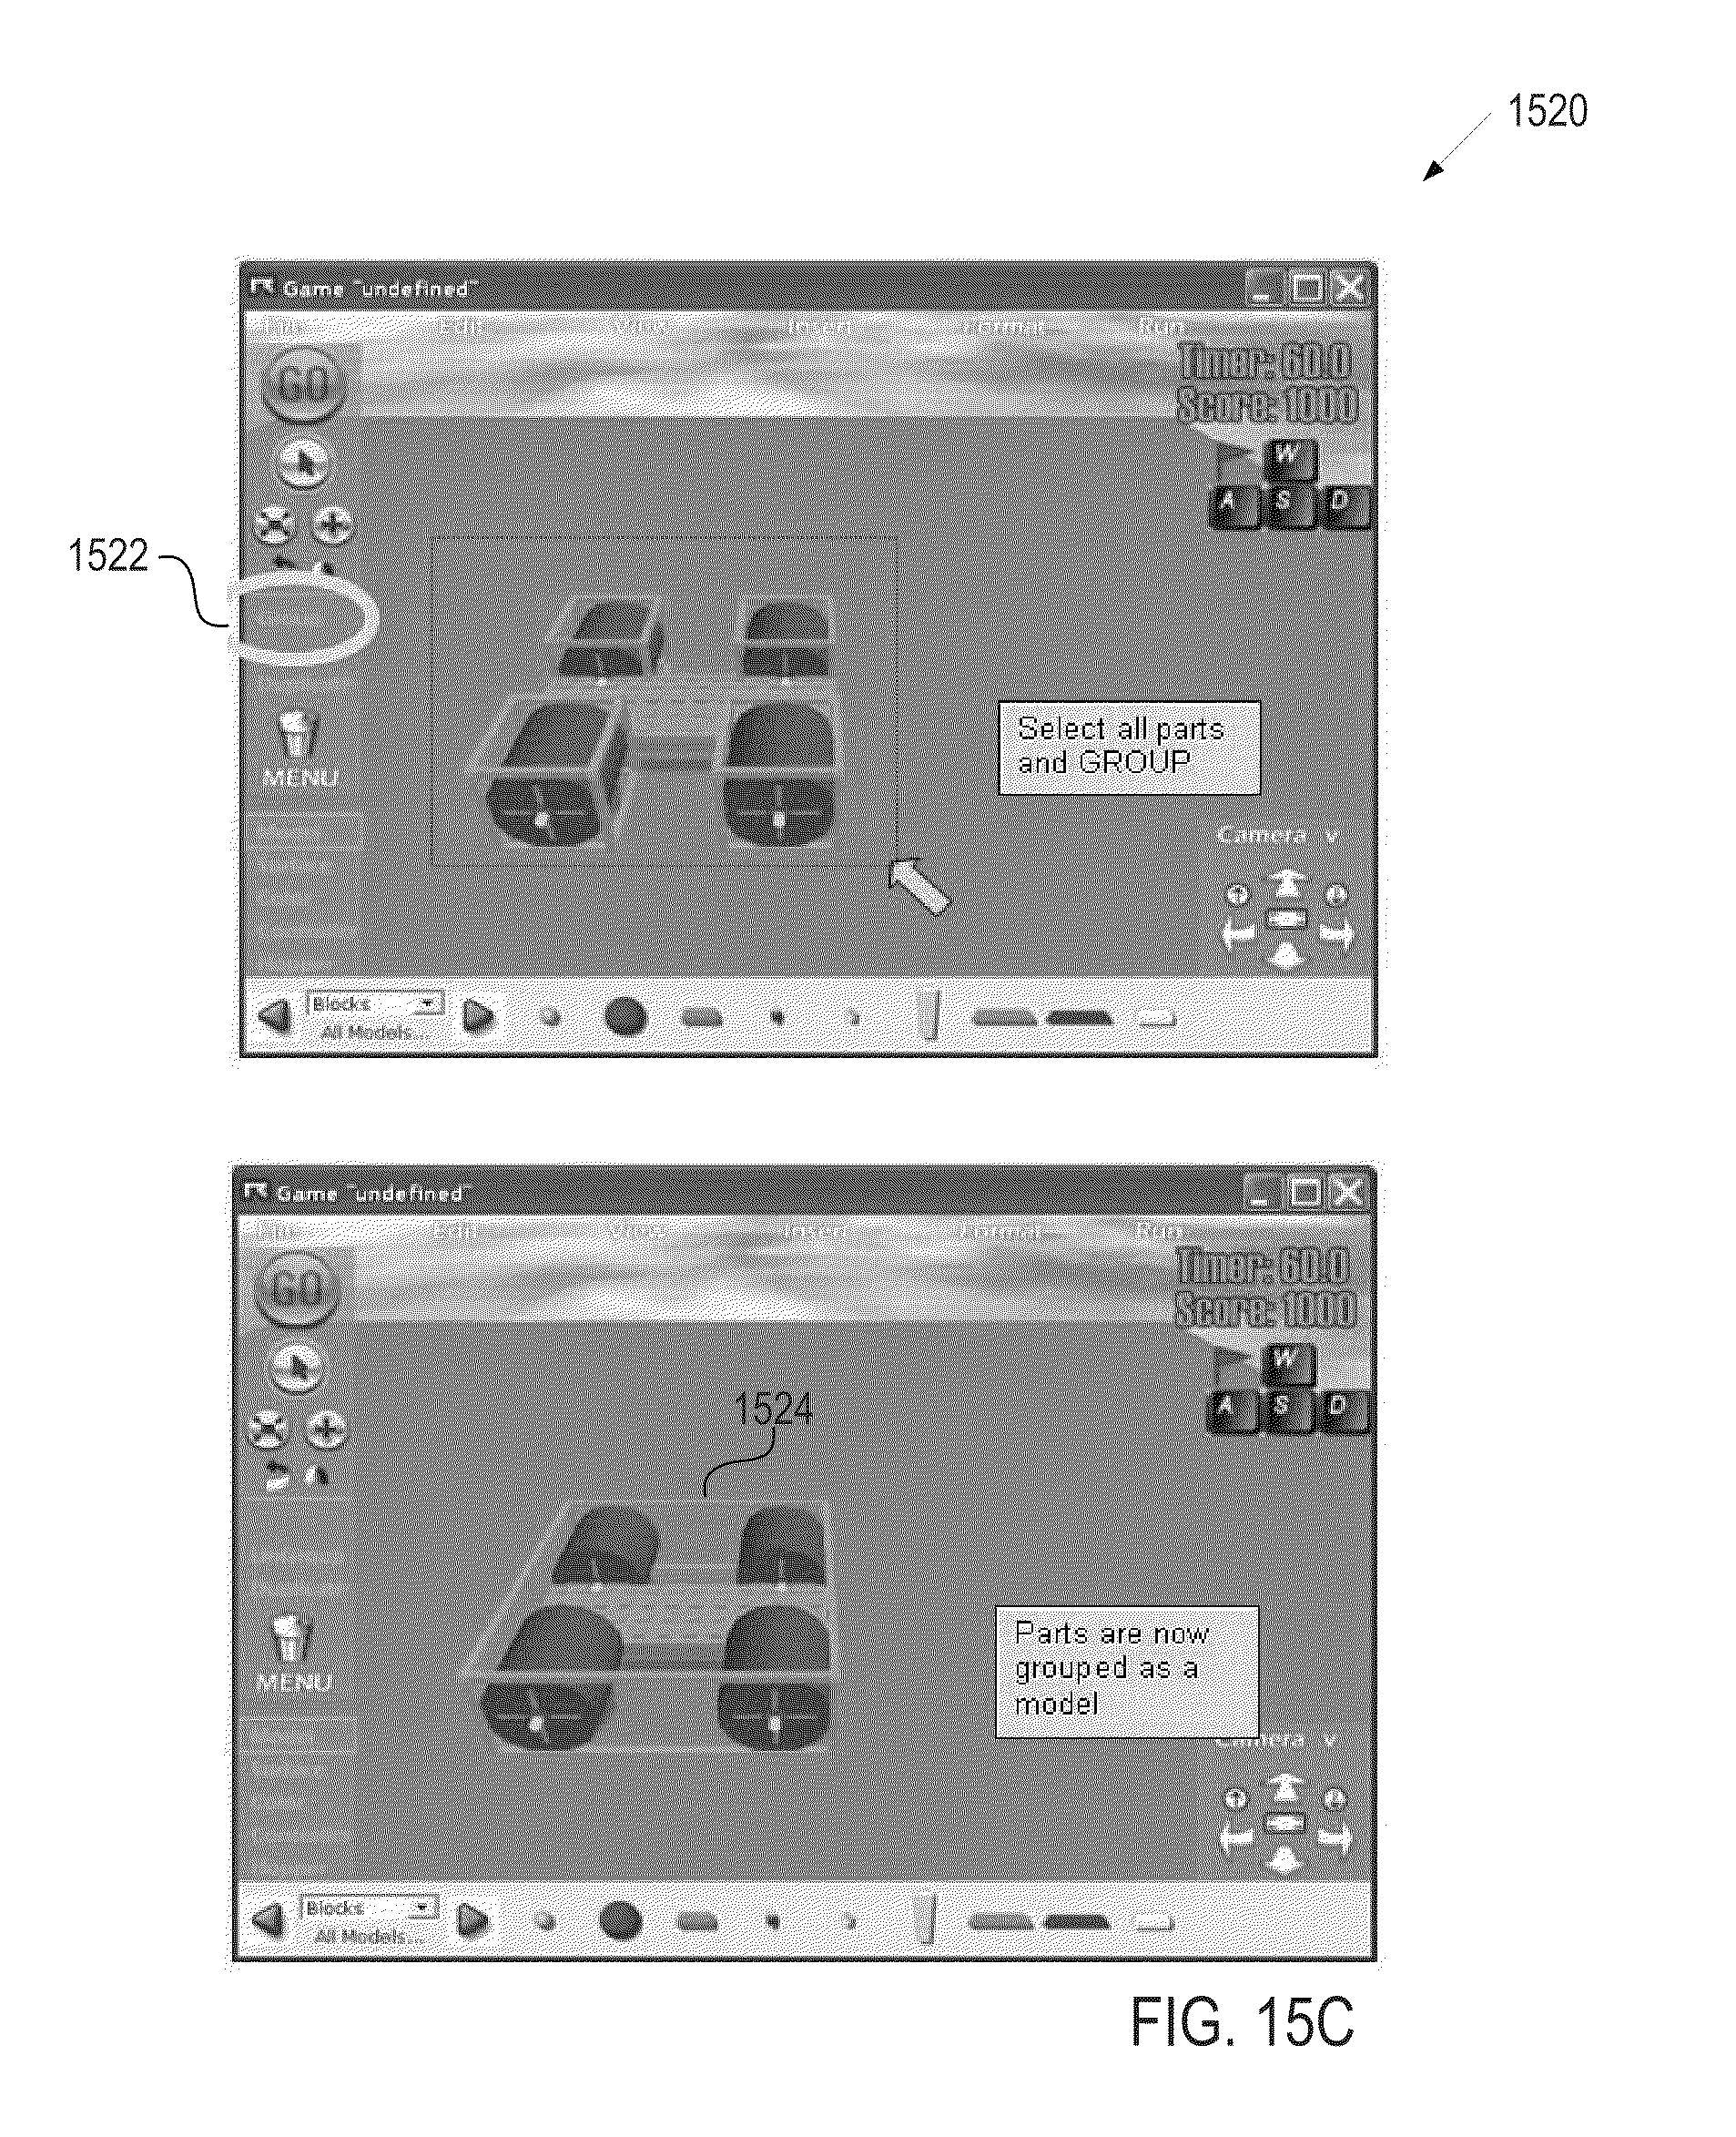 1520
Game "undefined"
Edit View Insert Format Run
GO
Timer: 60.0
Score: 1000
W
A S D
1522
MENU
Select all parts
and GROUP
Camera v
Blocks
All Models...
Game "undefined"
Edit View Insert Format Run
GO
Timer: 60.0
Score: 1000
W
A S D
1524
MENU
Parts are now
grouped as a
model
Camera v
Blocks
All Models...
FIG. 15C